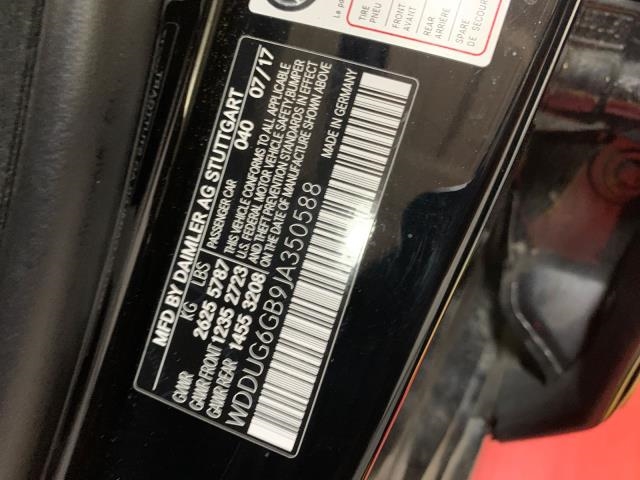 MFD BY DAIMLER AG STUTTGART
040 07/17
KG LBS PASSENGER CAR
GVWR 2625 5787
GAWR FRONT 1235 2723
GAWR REAR 1455 3208
THIS VEHICLE CONFORMS TO ALL APPLICABLE
U.S. FEDERAL MOTOR VEHICLE SAFETY, BUMPER
AND THEFT PREVENTION STANDARDS IN EFFECT
ON THE DATE OF MANUFACTURE SHOWN ABOVE
WDDUG6GB9JA350588
MADE IN GERMANY
TIRE
PNEU
FRONT
AVANT
REAR
ARRIERE
SPARE
DE SECOURS